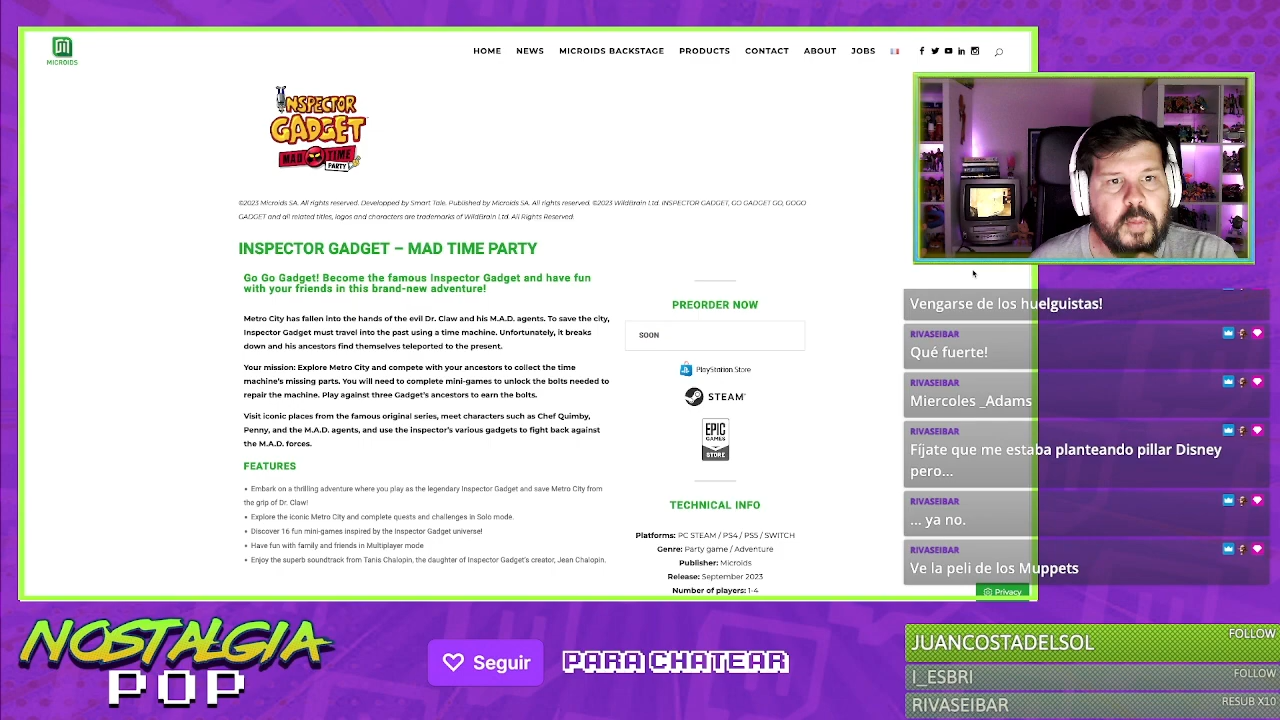 MICROIDS
HOME NEWS MICROIDS BACKSTAGE PRODUCTS CONTACT ABOUT JOBS
INSPECTOR
GADGET
MAD TIME
PARTY
©2023 Microids SA. All rights reserved. Developped by Smart Tale. Published by Microids SA. All rights reserved. ©2023 WildBrain Ltd. INSPECTOR GADGET, GO GADGET GO, GOGO
GADGET and all related titles, logos and characters are trademarks of WildBrain Ltd. All Rights Reserved.
INSPECTOR GADGET – MAD TIME PARTY
Go Go Gadget! Become the famous Inspector Gadget and have fun
with your friends in this brand-new adventure!
Metro City has fallen into the hands of the evil Dr. Claw and his M.A.D. agents. To save the city,
Inspector Gadget must travel into the past using a time machine. Unfortunately, it breaks
down and his ancestors find themselves teleported to the present.
Your mission: Explore Metro City and compete with your ancestors to collect the time
machine's missing parts. You will need to complete mini-games to unlock the bolts needed to
repair the machine. Play against three Gadget's ancestors to earn the bolts.
Visit iconic places from the famous original series, meet characters such as Chef Quimby,
Penny, and the M.A.D. agents, and use the inspector's various gadgets to fight back against
the M.A.D. forces.
FEATURES
• Embark on a thrilling adventure where you play as the legendary Inspector Gadget and save Metro City from
the grip of Dr. Claw!
• Explore the iconic Metro City and complete quests and challenges in Solo mode.
• Discover 16 fun mini-games inspired by the Inspector Gadget universe!
• Have fun with family and friends in Multiplayer mode
• Enjoy the superb soundtrack from Tanis Chalopin, the daughter of Inspector Gadget's creator, Jean Chalopin.
PREORDER NOW
SOON
PlayStation Store
STEAM
EPIC
GAMES
STORE
TECHNICAL INFO
Platforms: PC STEAM / PS4 / PS5 / SWITCH
Genre: Party game / Adventure
Publisher: Microids
Release: September 2023
Number of players: 1-4
Privacy
Vengarse de los huelguistas!
RIVASEIBAR
Qué fuerte!
RIVASEIBAR
Miercoles _Adams
RIVASEIBAR
Fíjate que me estaba planteando pillar Disney
pero...
RIVASEIBAR
... ya no.
RIVASEIBAR
Ve la peli de los Muppets
NOSTALGIA
POP
Seguir
PARA CHATEAR
JUANCOSTADELSOL FOLLOW
I_ESBRI FOLLOW
RIVASEIBAR RESUB X10